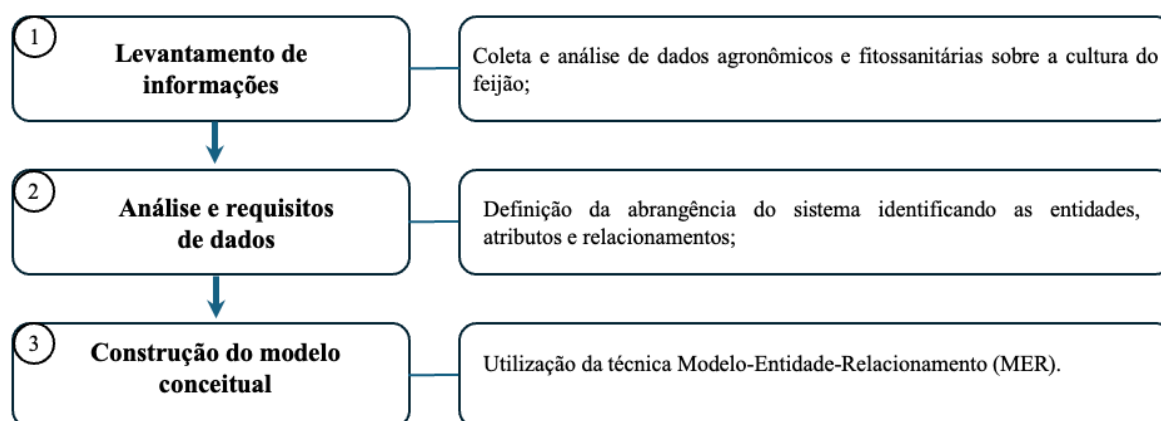 1
Levantamento de
informações
Coleta e análise de dados agronômicos e fitossanitárias sobre a cultura do
feijão;
2
Análise e requisitos
de dados
Definição da abrangência do sistema identificando as entidades,
atributos e relacionamentos;
3
Construção do modelo
conceitual
Utilização da técnica Modelo-Entidade-Relacionamento (MER).